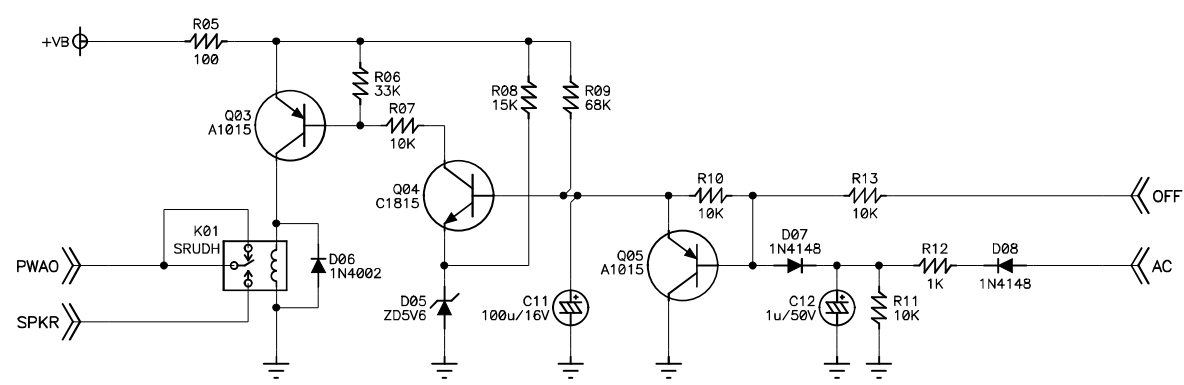 R05
+VB
100
R06
33K
R08
15K
R09
68K
Q03
A1015
R07
10K
Q04
C1815
R10
10K
R13
10K
OFF
K01
SRUDH
PWAO
D06
1N4002
Q05
A1015
D07
1N4148
R12
1K
D08
1N4148
AC
SPKR
D05
ZD5V6
C11
100u/16V
C12
1u/50V
R11
10K